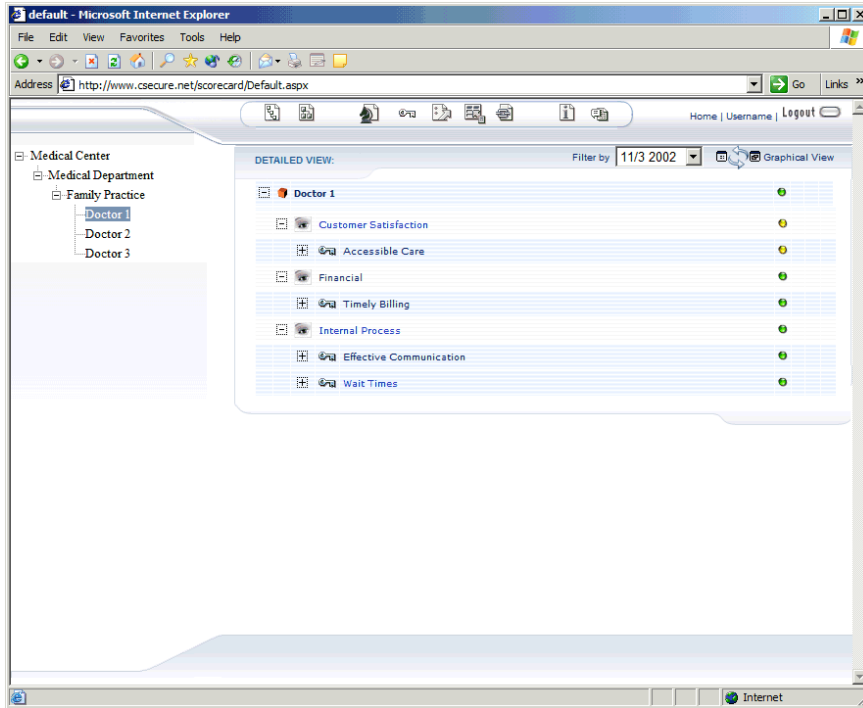 default - Microsoft Internet Explorer
File Edit View Favorites Tools Help
Address http://www.csecure.net/scorecard/Default.aspx Go Links »
Home | Username | Logout
Medical Center
Medical Department
Family Practice
Doctor 1
Doctor 2
Doctor 3
DETAILED VIEW: Filter by 11/3 2002 Graphical View
Doctor 1
Customer Satisfaction
Accessible Care
Financial
Timely Billing
Internal Process
Effective Communication
Wait Times
Internet